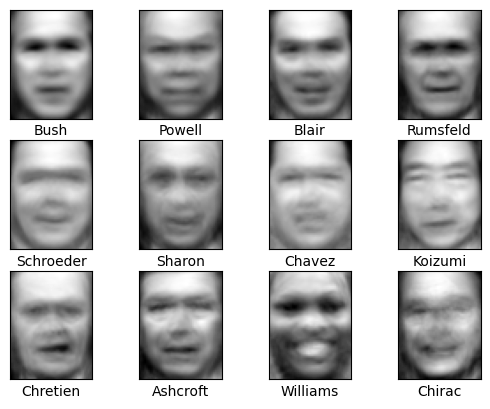 Bush Powell Blair Rumsfeld
Schroeder Sharon Chavez Koizumi
Chretien Ashcroft Williams Chirac